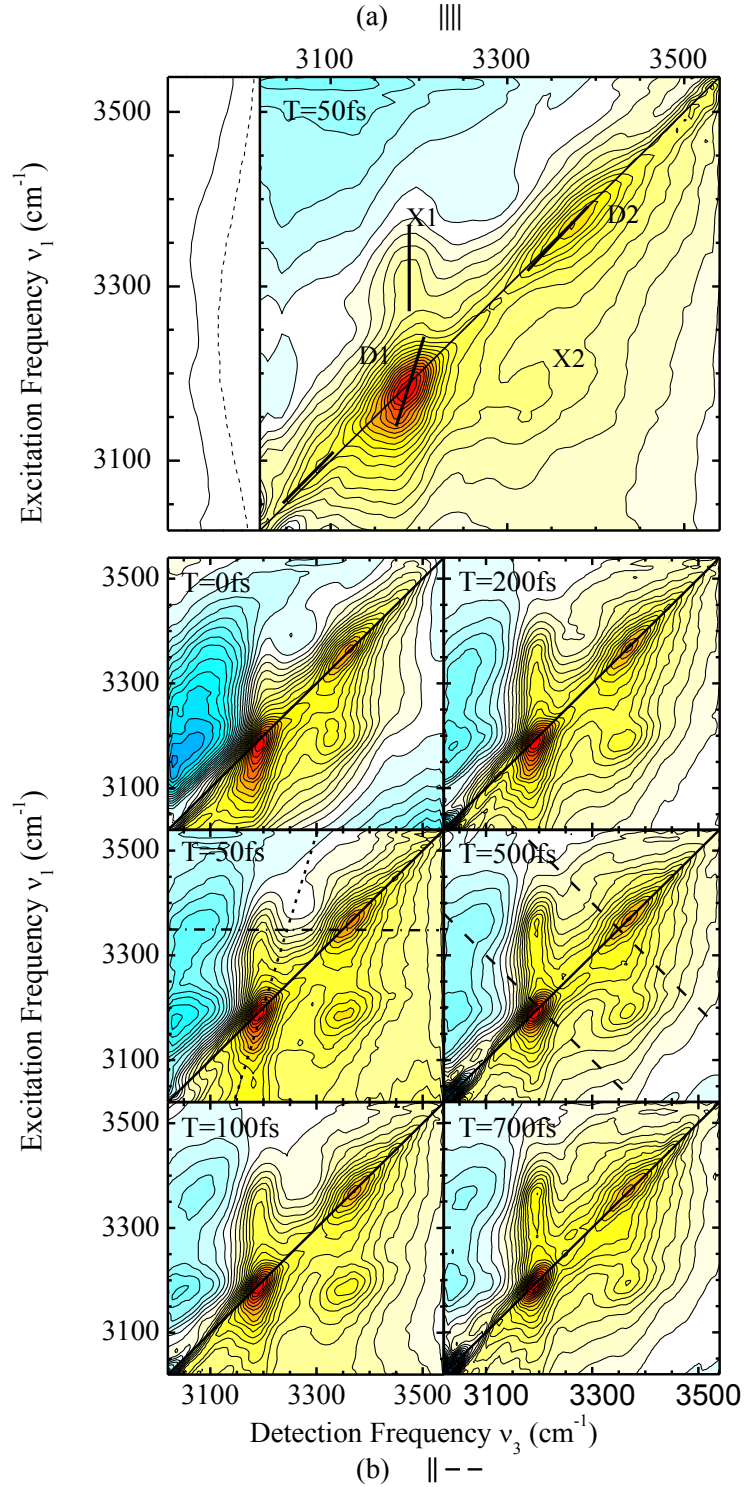 (a) ||||
3100 3300 3500
T=50fs
3540
X1
D2
3300
D1
X2
3100
Excitation Frequency ν1 (cm-1)
T=0fs
T=200fs
3500
3300
3100
T=50fs
T=500fs
3500
3300
3100
T=100fs
T=700fs
3500
3300
3100
Excitation Frequency ν1 (cm-1)
3100 3300 3500 3100 3300 3500
Detection Frequency ν3 (cm-1)
(b) || – –